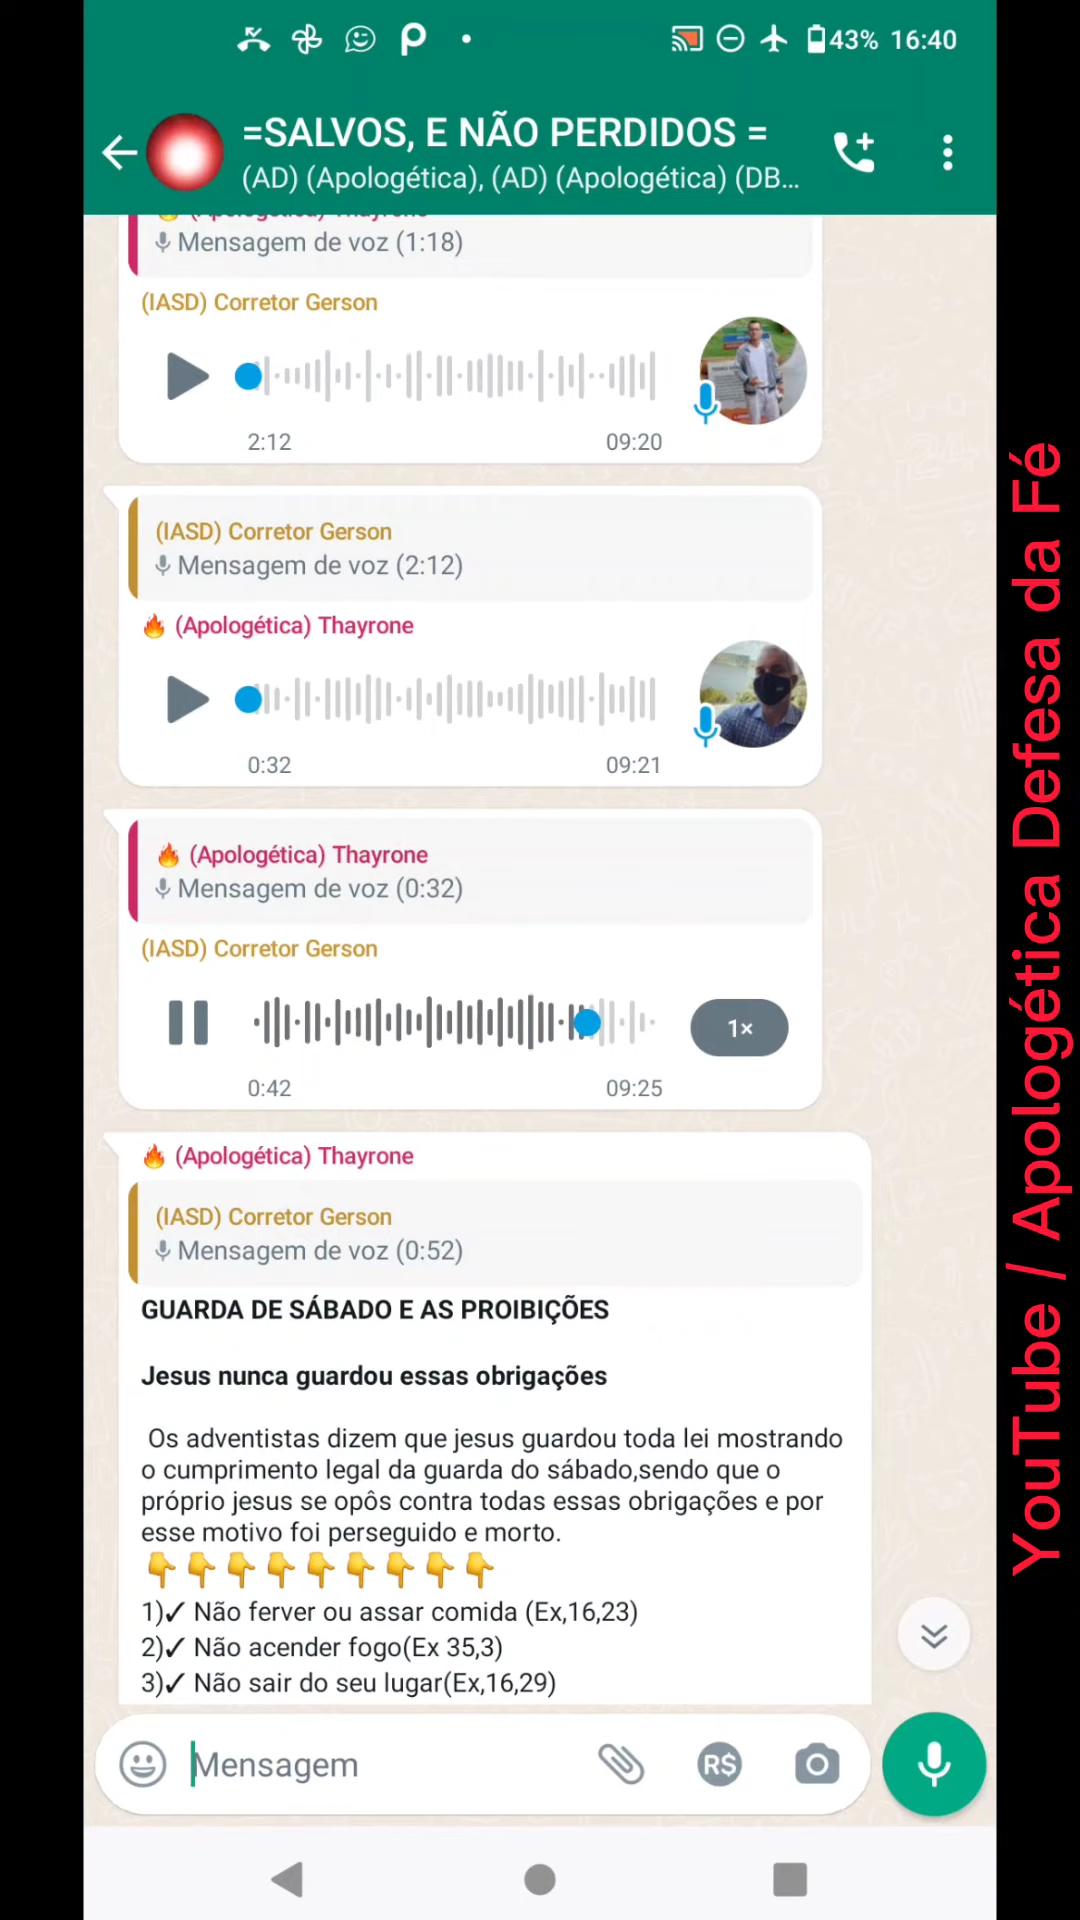 43% 16:40
=SALVOS, E NÃO PERDIDOS =
(AD) (Apologética), (AD) (Apologética) (DB...
(Apologética) Thayrone
Mensagem de voz (1:18)
(IASD) Corretor Gerson
2:12 09:20
(IASD) Corretor Gerson
Mensagem de voz (2:12)
🔥 (Apologética) Thayrone
0:32 09:21
🔥 (Apologética) Thayrone
Mensagem de voz (0:32)
(IASD) Corretor Gerson
1×
0:42 09:25
🔥 (Apologética) Thayrone
(IASD) Corretor Gerson
Mensagem de voz (0:52)
GUARDA DE SÁBADO E AS PROIBIÇÕES
Jesus nunca guardou essas obrigações
Os adventistas dizem que jesus guardou toda lei mostrando
o cumprimento legal da guarda do sábado,sendo que o
próprio jesus se opôs contra todas essas obrigações e por
esse motivo foi perseguido e morto.
👇👇👇👇👇👇👇👇👇
1)✓ Não ferver ou assar comida (Ex,16,23)
2)✓ Não acender fogo(Ex 35,3)
3)✓ Não sair do seu lugar(Ex,16,29)
Mensagem
R$
YouTube / Apologética Defesa da Fé